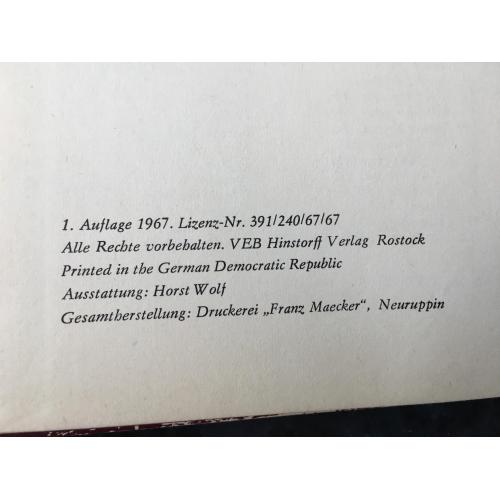 1. Auflage 1967. Lizenz-Nr. 391/240/67/67
Alle Rechte vorbehalten. VEB Hinstorff Verlag Rostock
Printed in the German Democratic Republic
Ausstattung: Horst Wolf
Gesamtherstellung: Druckerei „Franz Maecker“, Neuruppin